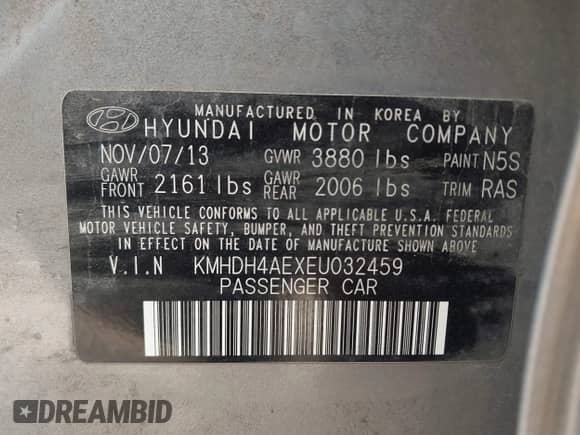 MANUFACTURED IN KOREA BY
HYUNDAI MOTOR COMPANY
NOV/07/13 GVWR 3880 lbs PAINT N5S
GAWR FRONT 2161 lbs GAWR REAR 2006 lbs TRIM RAS
THIS VEHICLE CONFORMS TO ALL APPLICABLE U.S.A. FEDERAL
MOTOR VEHICLE SAFETY, BUMPER, AND THEFT PREVENTION
STANDARDS IN EFFECT ON THE DATE OF MANUFACTURE SHOWN ABOVE
V.I.N KMHDH4AEXEU032459
PASSENGER CAR
DREAMBID